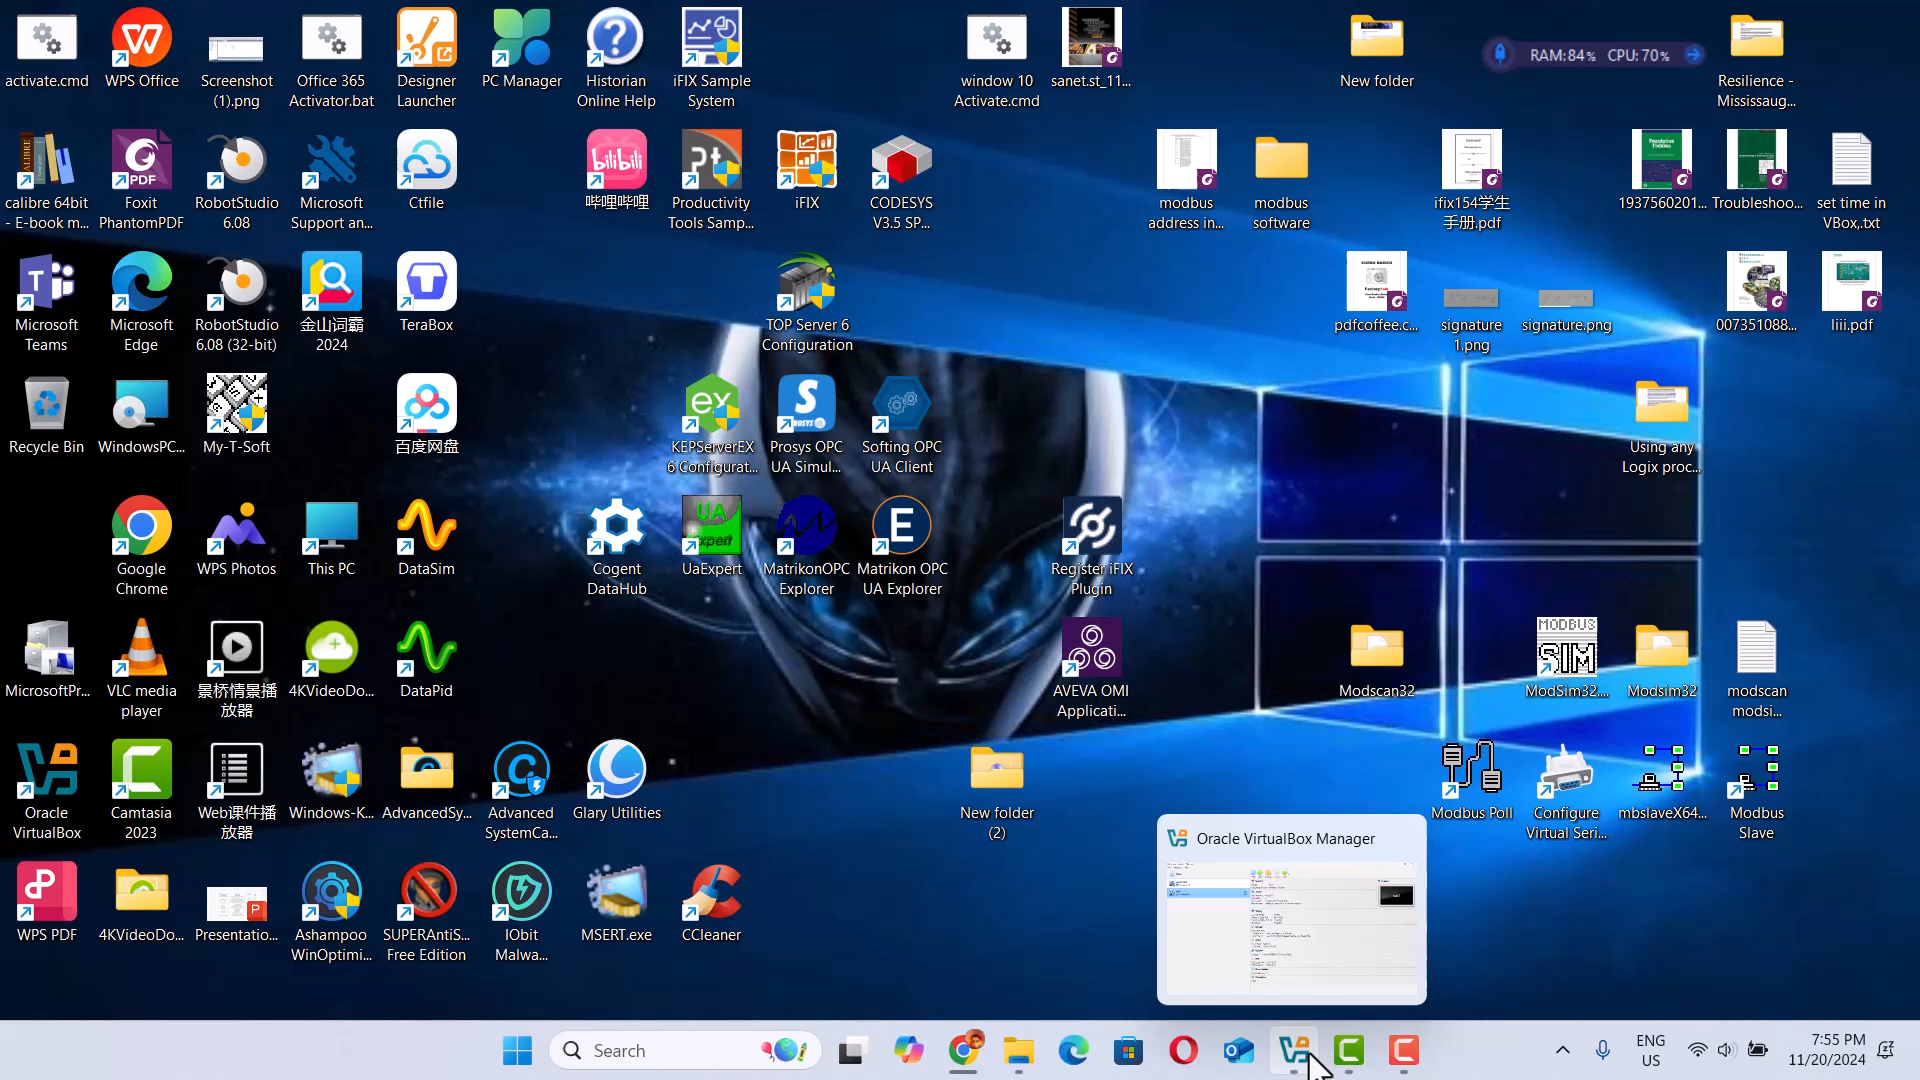 activate.cmd
WPS Office
Screenshot
(1).png
Office 365
Activator.bat
Designer
Launcher
PC Manager
Historian
Online Help
iFIX Sample
System
window 10
Activate.cmd
sanet.st_11...
New folder
RAM:84% CPU:70%
Resilience -
Mississaug...
calibre 64bit
- E-book m...
Foxit
PhantomPDF
RobotStudio
6.08
Microsoft
Support an...
Ctfile
bilibili
哔哩哔哩
Productivity
Tools Samp...
iFIX
CODESYS
V3.5 SP...
modbus
address in...
modbus
software
ifix154学生
手册.pdf
1937560201...
Troubleshoo...
set time in
VBox,.txt
Microsoft
Teams
Microsoft
Edge
RobotStudio
6.08 (32-bit)
金山词霸
2024
TeraBox
TOP Server 6
Configuration
pdfcoffee.c...
signature
1.png
signature.png
007351088...
liii.pdf
Recycle Bin
WindowsPC...
My-T-Soft
百度网盘
KEPServerEX
6 Configurat...
Prosys OPC
UA Simul...
Softing OPC
UA Client
Using any
Logix proc...
Google
Chrome
WPS Photos
This PC
DataSim
Cogent
DataHub
UaExpert
MatrikonOPC
Explorer
Matrikon OPC
UA Explorer
Register iFIX
Plugin
MicrosoftPr...
VLC media
player
景桥情景播
放器
4KVideoDo...
DataPid
AVEVA OMI
Applicati...
Modscan32
MODBUS
SIM
ModSim32....
Modsim32
modscan
modsi...
Oracle
VirtualBox
Camtasia
2023
Web课件播
放器
Windows-K...
AdvancedSy...
Advanced
SystemCa...
Glary Utilities
New folder
(2)
Modbus Poll
Configure
Virtual Seri...
mbslaveX64...
Modbus
Slave
Oracle VirtualBox Manager
WPS PDF
4KVideoDo...
Presentatio...
Ashampoo
WinOptimi...
SUPERAntiS...
Free Edition
IObit
Malwa...
MSERT.exe
CCleaner
Search
ENG
US
7:55 PM
11/20/2024